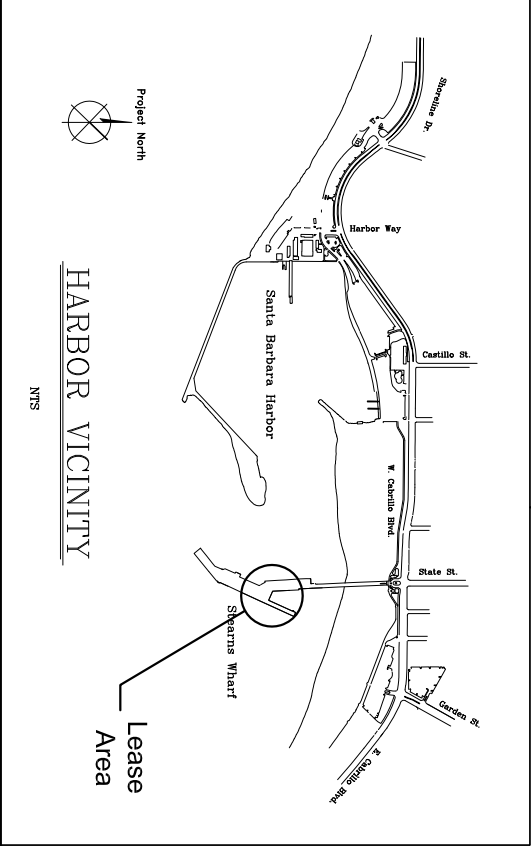 Shoreline Dr.
Project North
Harbor Way
Santa Barbara Harbor
Castillo St.
W. Cabrillo Blvd.
State St.
Stearns Wharf
Garden St.
E. Cabrillo Blvd.
Lease
Area
HARBOR VICINITY
NTS